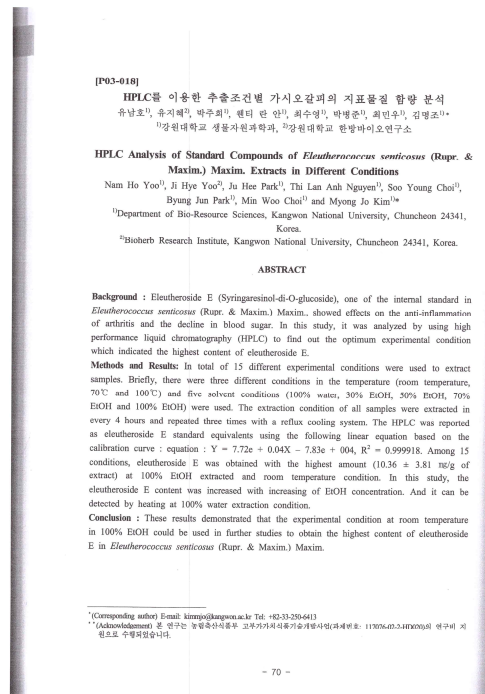 [P03-018]
HPLC를 이용한 추출조건별 가시오갈피의 지표물질 함량 분석
유남호1), 유지혜2), 박주희1), 웬티 란 안1), 최수영1), 박병준1), 최민우1), 김명조1)*
1)강원대학교 생물자원과학과, 2)강원대학교 한방바이오연구소
HPLC Analysis of Standard Compounds of Eleutherococcus senticosus (Rupr. &
Maxim.) Maxim. Extracts in Different Conditions
Nam Ho Yoo1), Ji Hye Yoo2), Ju Hee Park1), Thi Lan Anh Nguyen1), Soo Young Choi1),
Byung Jun Park1), Min Woo Choi1) and Myong Jo Kim1)*
1)Department of Bio-Resource Sciences, Kangwon National University, Chuncheon 24341,
Korea.
2)Bioherb Research Institute, Kangwon National University, Chuncheon 24341, Korea.
ABSTRACT
Background : Eleutheroside E (Syringaresinol-di-O-glucoside), one of the internal standard in
Eleutherococcus senticosus (Rupr. & Maxim.) Maxim., showed effects on the anti-inflammation
of arthritis and the decline in blood sugar. In this study, it was analyzed by using high
performance liquid chromatography (HPLC) to find out the optimum experimental condition
which indicated the highest content of eleutheroside E.
Methods and Results: In total of 15 different experimental conditions were used to extract
samples. Briefly, there were three different conditions in the temperature (room temperature,
70℃ and 100℃) and five solvent conditions (100% water, 30% EtOH, 50% EtOH, 70%
EtOH and 100% EtOH) were used. The extraction condition of all samples were extracted in
every 4 hours and repeated three times with a reflux cooling system. The HPLC was reported
as eleutheroside E standard equivalents using the following linear equation based on the
calibration curve : equation : Y = 7.72e + 0.04X − 7.83e + 004, R² = 0.999918. Among 15
conditions, eleutheroside E was obtained with the highest amount (10.36 ± 3.81 ㎎/g of
extract) at 100% EtOH extracted and room temperature condition. In this study, the
eleutheroside E content was increased with increasing of EtOH concentration. And it can be
detected by heating at 100% water extraction condition.
Conclusion : These results demonstrated that the experimental condition at room temperature
in 100% EtOH could be used in further studies to obtain the highest content of eleutheroside
E in Eleutherococcus senticosus (Rupr. & Maxim.) Maxim.
*(Corresponding author) E-mail: kimmjo@kangwon.ac.kr Tel: +82-33-250-6413
**(Acknowledgement) 본 연구는 농림축산식품부 고부가가치식품기술개발사업(과제번호: 117026-02-2-HD020)의 연구비 지
원으로 수행되었습니다.
- 70 -